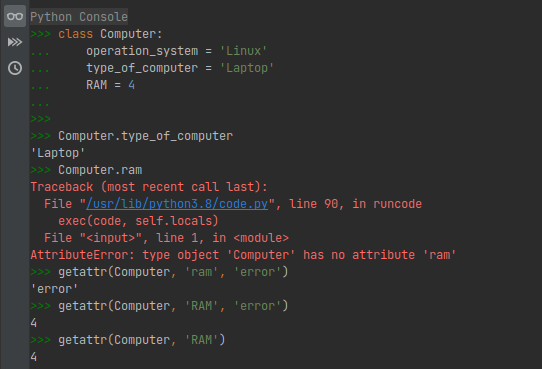 Python Console
>>> class Computer:
...     operation_system = 'Linux'
...     type_of_computer = 'Laptop'
...     RAM = 4
...
>>>
>>> Computer.type_of_computer
'Laptop'
>>> Computer.ram
Traceback (most recent call last):
  File "/usr/lib/python3.8/code.py", line 90, in runcode
    exec(code, self.locals)
  File "<input>", line 1, in <module>
AttributeError: type object 'Computer' has no attribute 'ram'
>>> getattr(Computer, 'ram', 'error')
'error'
>>> getattr(Computer, 'RAM', 'error')
4
>>> getattr(Computer, 'RAM')
4